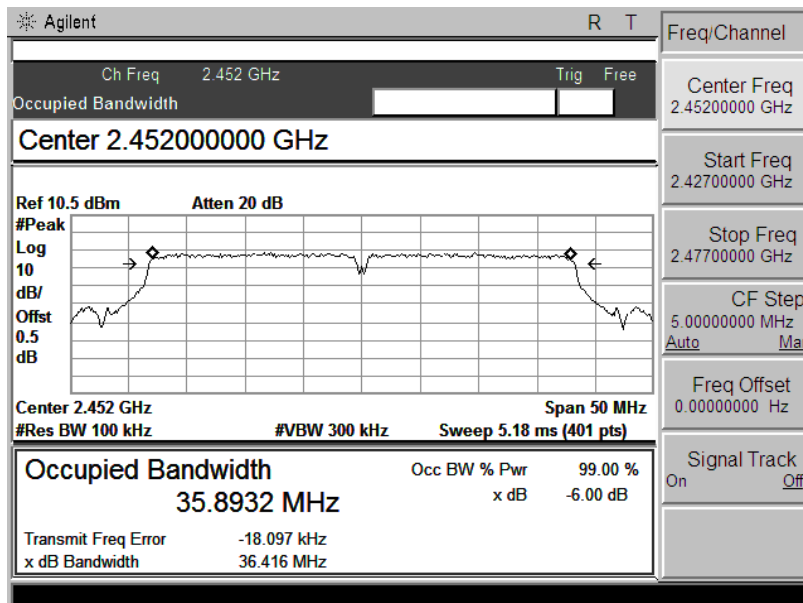 Agilent R T
Ch Freq 2.452 GHz Trig Free
Occupied Bandwidth
Center 2.452000000 GHz
Ref 10.5 dBm Atten 20 dB
#Peak
Log
10
dB/
Offst
0.5
dB
Center 2.452 GHz Span 50 MHz
#Res BW 100 kHz #VBW 300 kHz Sweep 5.18 ms (401 pts)
Occupied Bandwidth Occ BW % Pwr 99.00 %
35.8932 MHz x dB -6.00 dB
Transmit Freq Error -18.097 kHz
x dB Bandwidth 36.416 MHz
Freq/Channel
Center Freq
2.45200000 GHz
Start Freq
2.42700000 GHz
Stop Freq
2.47700000 GHz
CF Step
5.00000000 MHz
Auto Ma
Freq Offset
0.00000000 Hz
Signal Track
On Off